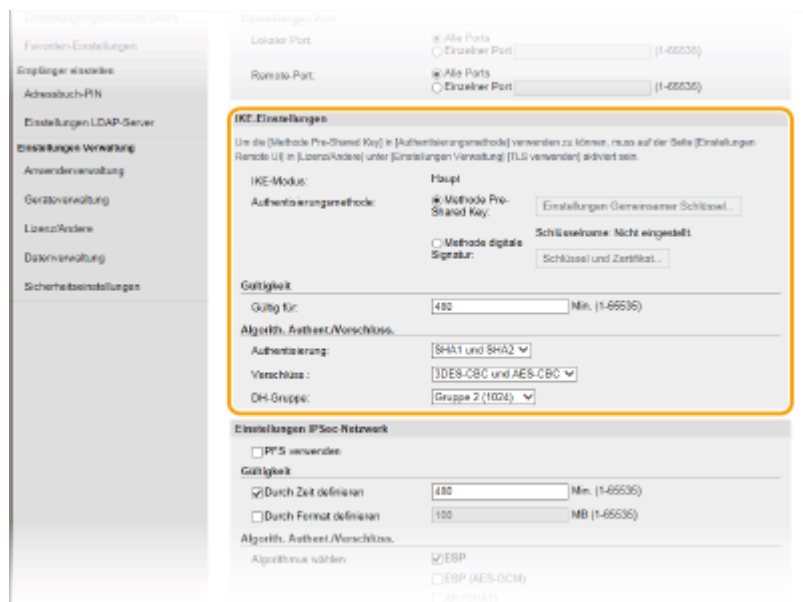 Einstellungen Port
Favoriten-Einstellungen
Lokaler Port:
Alle Ports
Einzelner Port
(1-65535)
Empfänger einstellen
Remote-Port:
Alle Ports
Einzelner Port
(1-65535)
Adressbuch-PIN
Einstellungen LDAP-Server
Einstellungen Verwaltung
Anwenderverwaltung
Geräteverwaltung
Lizenz/Andere
Datenverwaltung
Sicherheitseinstellungen
IKE-Einstellungen
Um die [Methode Pre-Shared Key] in [Authentisierungsmethode] verwenden zu können, muss auf der Seite [Einstellungen
Remote UI] in [Lizenz/Andere] unter [Einstellungen Verwaltung] [TLS verwenden] aktiviert sein.
IKE-Modus:
Haupt
Authentisierungsmethode:
Methode Pre-
Shared Key:
Einstellungen Gemeinsamer Schlüssel...
Schlüsselname: Nicht eingestellt.
Methode digitale
Signatur:
Schlüssel und Zertifikat...
Gültigkeit
Gültig für:
480
Min. (1-65535)
Algorith. Authent./Verschlüss.
Authentisierung:
SHA1 und SHA2
Verschlüss.:
3DES-CBC und AES-CBC
DH-Gruppe:
Gruppe 2 (1024)
Einstellungen IPSec-Netzwerk
PFS verwenden
Gültigkeit
Durch Zeit definieren
480
Min. (1-65535)
Durch Format definieren
100
MB (1-65535)
Algorith. Authent./Verschlüss.
Algorithmus wählen:
ESP
ESP (AES-GCM)